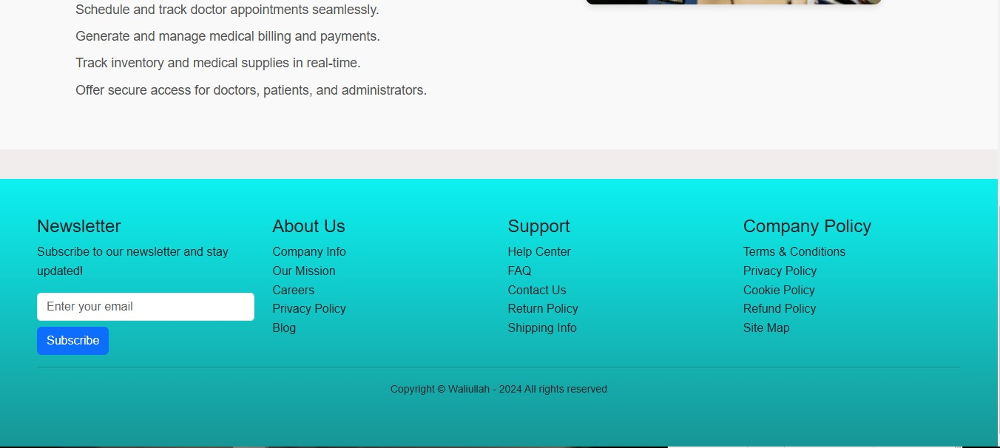 Schedule and track doctor appointments seamlessly.
Generate and manage medical billing and payments.
Track inventory and medical supplies in real-time.
Offer secure access for doctors, patients, and administrators.
Newsletter
Subscribe to our newsletter and stay
updated!
Enter your email
Subscribe
About Us
Company Info
Our Mission
Careers
Privacy Policy
Blog
Support
Help Center
FAQ
Contact Us
Return Policy
Shipping Info
Company Policy
Terms & Conditions
Privacy Policy
Cookie Policy
Refund Policy
Site Map
Copyright © Waliullah - 2024 All rights reserved